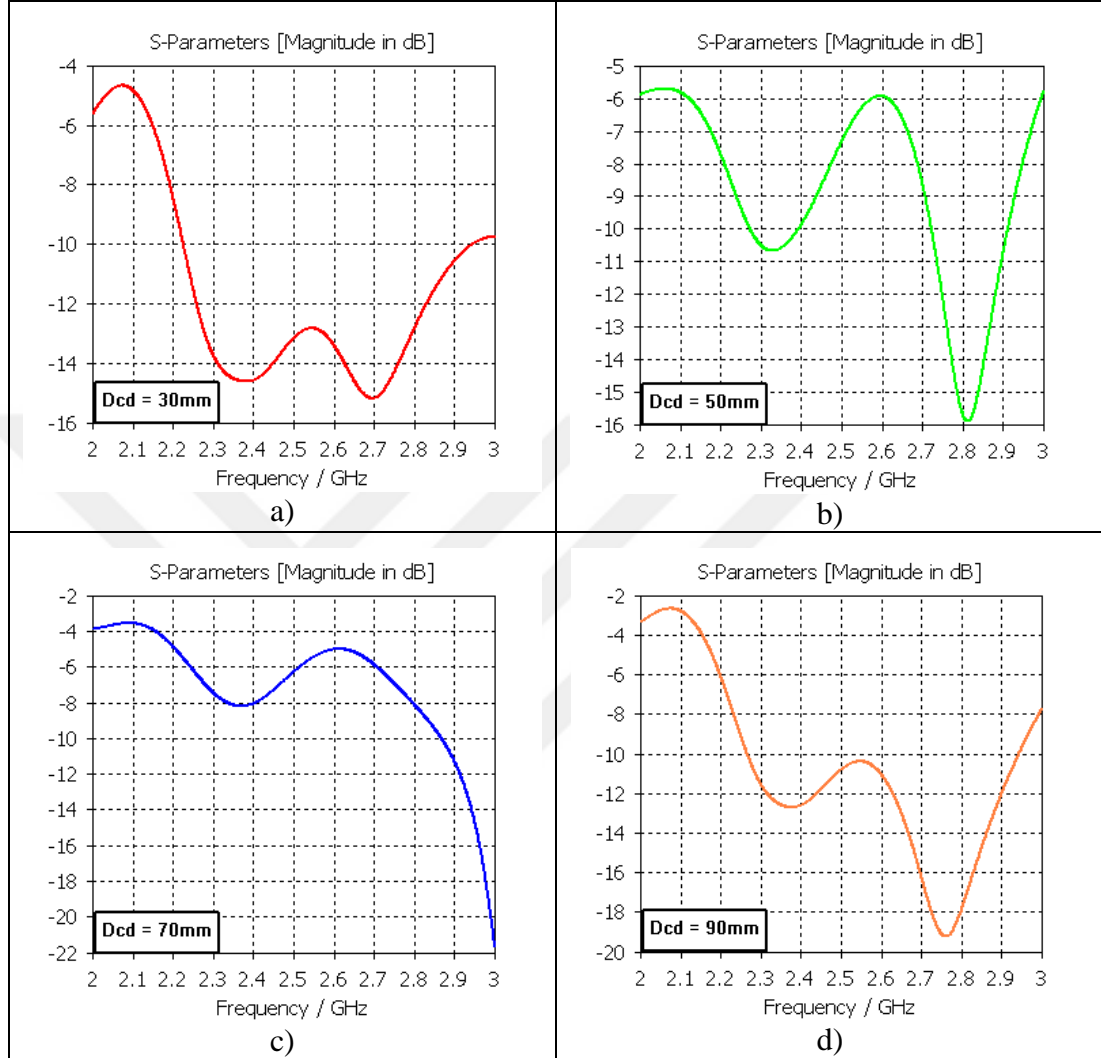 S-Parameters [Magnitude in dB]
-4
-6
-8
-10
-12
-14
-16
Dcd = 30mm
2 2.1 2.2 2.3 2.4 2.5 2.6 2.7 2.8 2.9 3
Frequency / GHz
a)
S-Parameters [Magnitude in dB]
-5
-6
-7
-8
-9
-10
-11
-12
-13
-14
-15
-16
Dcd = 50mm
2 2.1 2.2 2.3 2.4 2.5 2.6 2.7 2.8 2.9 3
Frequency / GHz
b)
S-Parameters [Magnitude in dB]
-2
-4
-6
-8
-10
-12
-14
-16
-18
-20
-22
Dcd = 70mm
2 2.1 2.2 2.3 2.4 2.5 2.6 2.7 2.8 2.9 3
Frequency / GHz
c)
S-Parameters [Magnitude in dB]
-2
-4
-6
-8
-10
-12
-14
-16
-18
-20
Dcd = 90mm
2 2.1 2.2 2.3 2.4 2.5 2.6 2.7 2.8 2.9 3
Frequency / GHz
d)